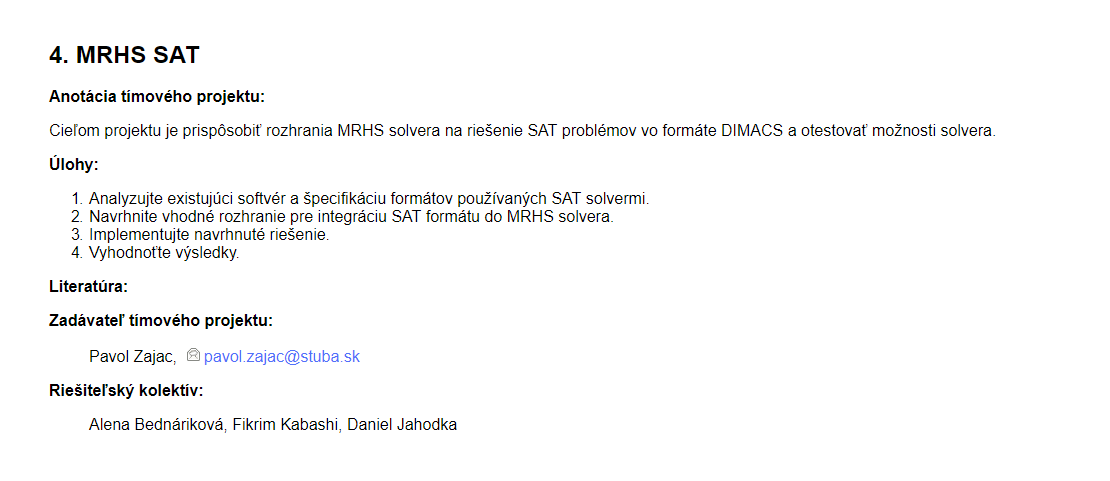 4. MRHS SAT
Anotácia tímového projektu:
Cieľom projektu je prispôsobiť rozhrania MRHS solvera na riešenie SAT problémov vo formáte DIMACS a otestovať možnosti solvera.
Úlohy:
1. Analyzujte existujúci softvér a špecifikáciu formátov používaných SAT solvermi.
2. Navrhnite vhodné rozhranie pre integráciu SAT formátu do MRHS solvera.
3. Implementujte navrhnuté riešenie.
4. Vyhodnoťte výsledky.
Literatúra:
Zadávateľ tímového projektu:
Pavol Zajac, pavol.zajac@stuba.sk
Riešiteľský kolektív:
Alena Bednáriková, Fikrim Kabashi, Daniel Jahodka